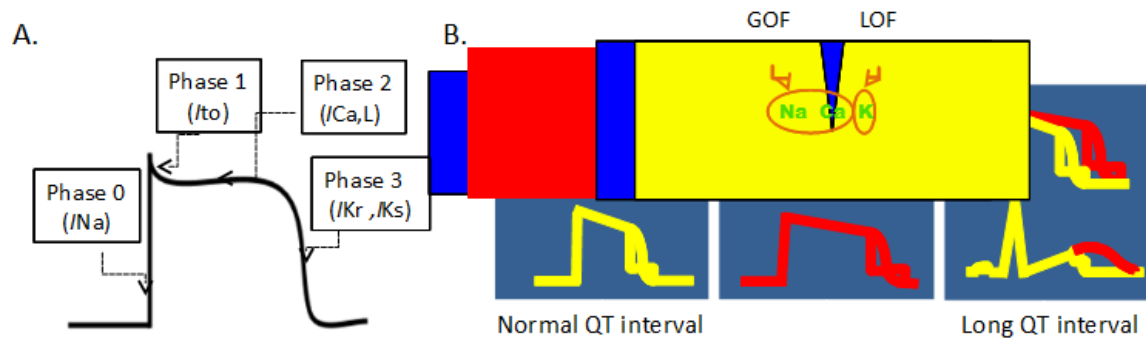 A.
Phase 1
(Ito)
Phase 2
(ICa,L)
Phase 0
(INa)
Phase 3
(IKr ,IKs)
B.
GOF
LOF
Na Ca K
Normal QT interval
Long QT interval